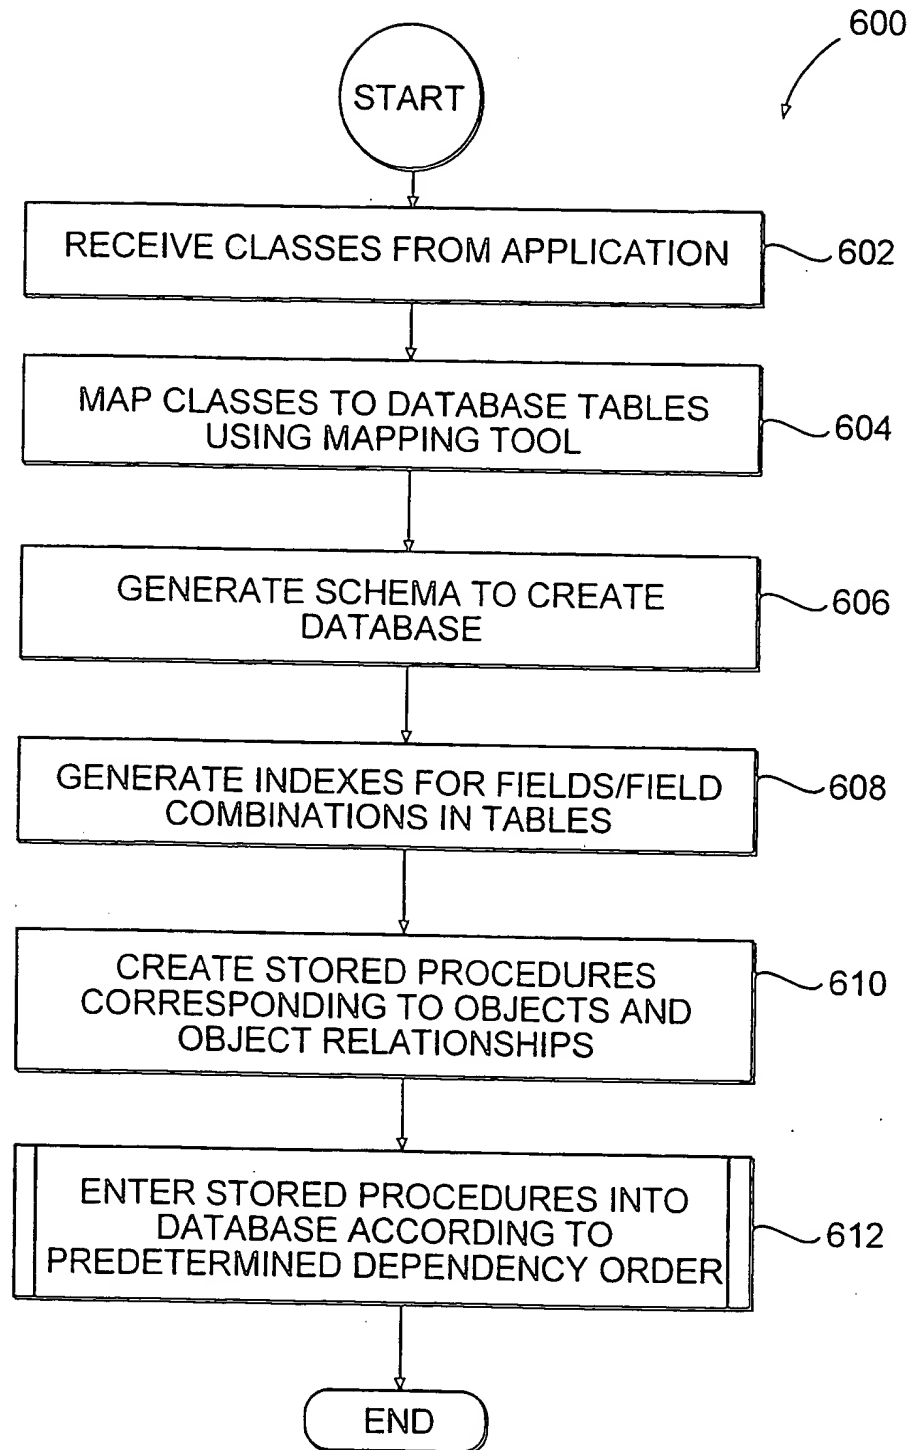 600
START
RECEIVE CLASSES FROM APPLICATION
602
MAP CLASSES TO DATABASE TABLES
USING MAPPING TOOL
604
GENERATE SCHEMA TO CREATE
DATABASE
606
GENERATE INDEXES FOR FIELDS/FIELD
COMBINATIONS IN TABLES
608
CREATE STORED PROCEDURES
CORRESPONDING TO OBJECTS AND
OBJECT RELATIONSHIPS
610
ENTER STORED PROCEDURES INTO
DATABASE ACCORDING TO
PREDETERMINED DEPENDENCY ORDER
612
END